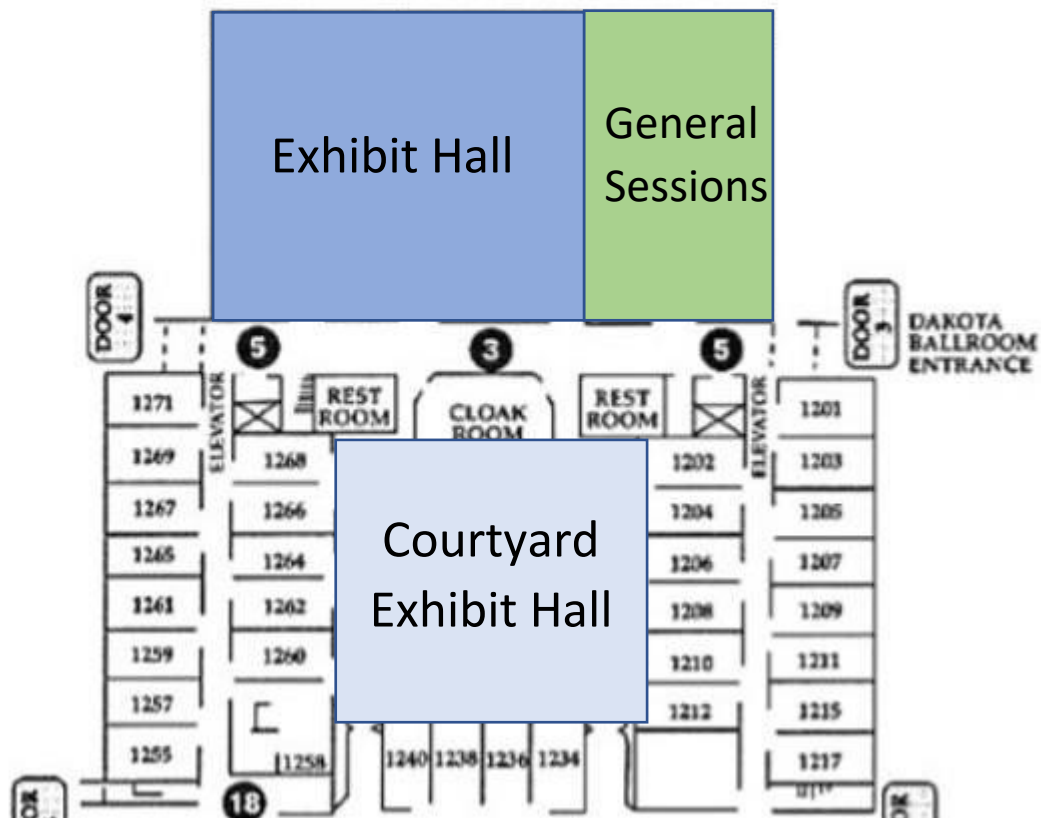 Exhibit Hall
General
Sessions
DOOR
4
5
3
5
DOOR
3
DAKOTA
BALLROOM
ENTRANCE
1271
ELEVATOR
REST
ROOM
CLOAK
ROOM
REST
ROOM
ELEVATOR
1201
1269
1268
1202
1203
1267
1266
1204
1205
1265
1264
Courtyard
Exhibit Hall
1206
1207
1261
1262
1208
1209
1259
1260
1210
1211
1257
1212
1215
1255
1258
1240
1238
1236
1234
1217
18